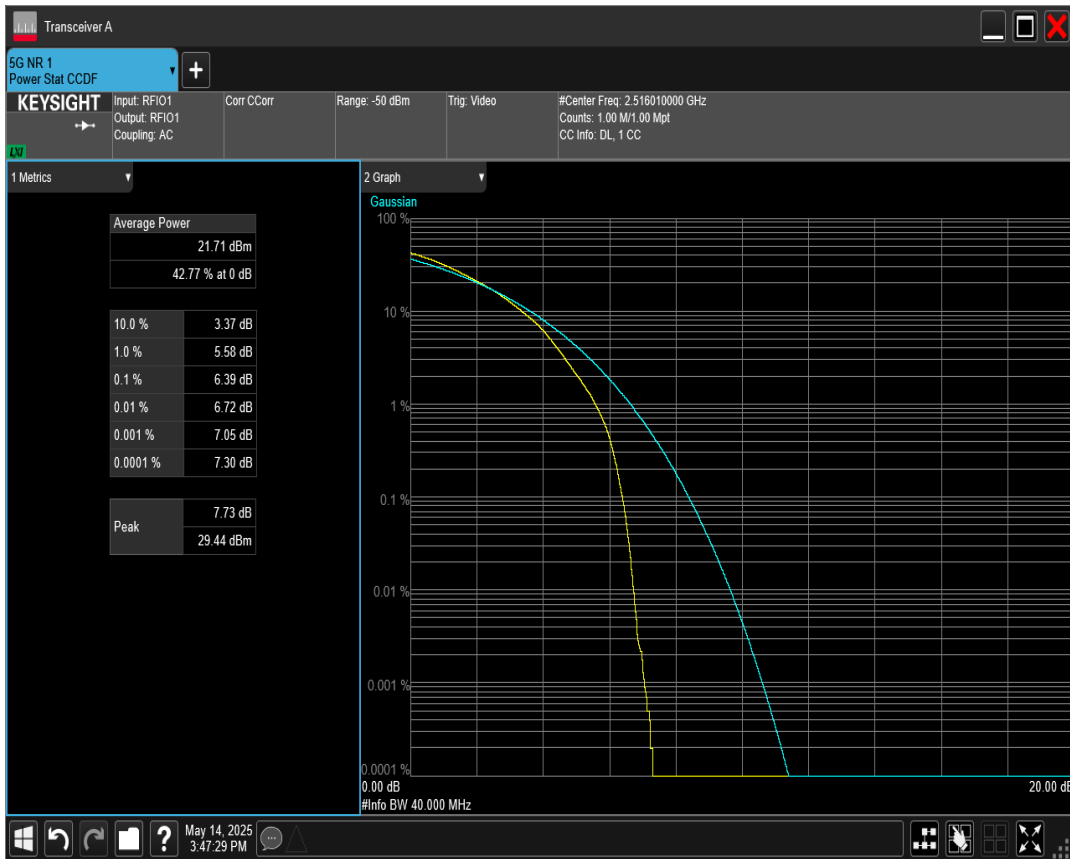 Transceiver A
5G NR 1
Power Stat CCDF
+
KEYSIGHT
LXI
Input: RFIO1
Output: RFIO1
Coupling: AC
Corr CCorr
Range: -50 dBm
Trig: Video
#Center Freq: 2.516010000 GHz
Counts: 1.00 M/1.00 Mpt
CC Info: DL, 1 CC
1 Metrics
Average Power
21.71 dBm
42.77 % at 0 dB
10.0 % 3.37 dB
1.0 % 5.58 dB
0.1 % 6.39 dB
0.01 % 6.72 dB
0.001 % 7.05 dB
0.0001 % 7.30 dB
Peak
7.73 dB
29.44 dBm
2 Graph
Gaussian
100 %
10 %
1 %
0.1 %
0.01 %
0.001 %
0.0001 %
0.00 dB 20.00 dB
#Info BW 40.000 MHz
?
May 14, 2025
3:47:29 PM